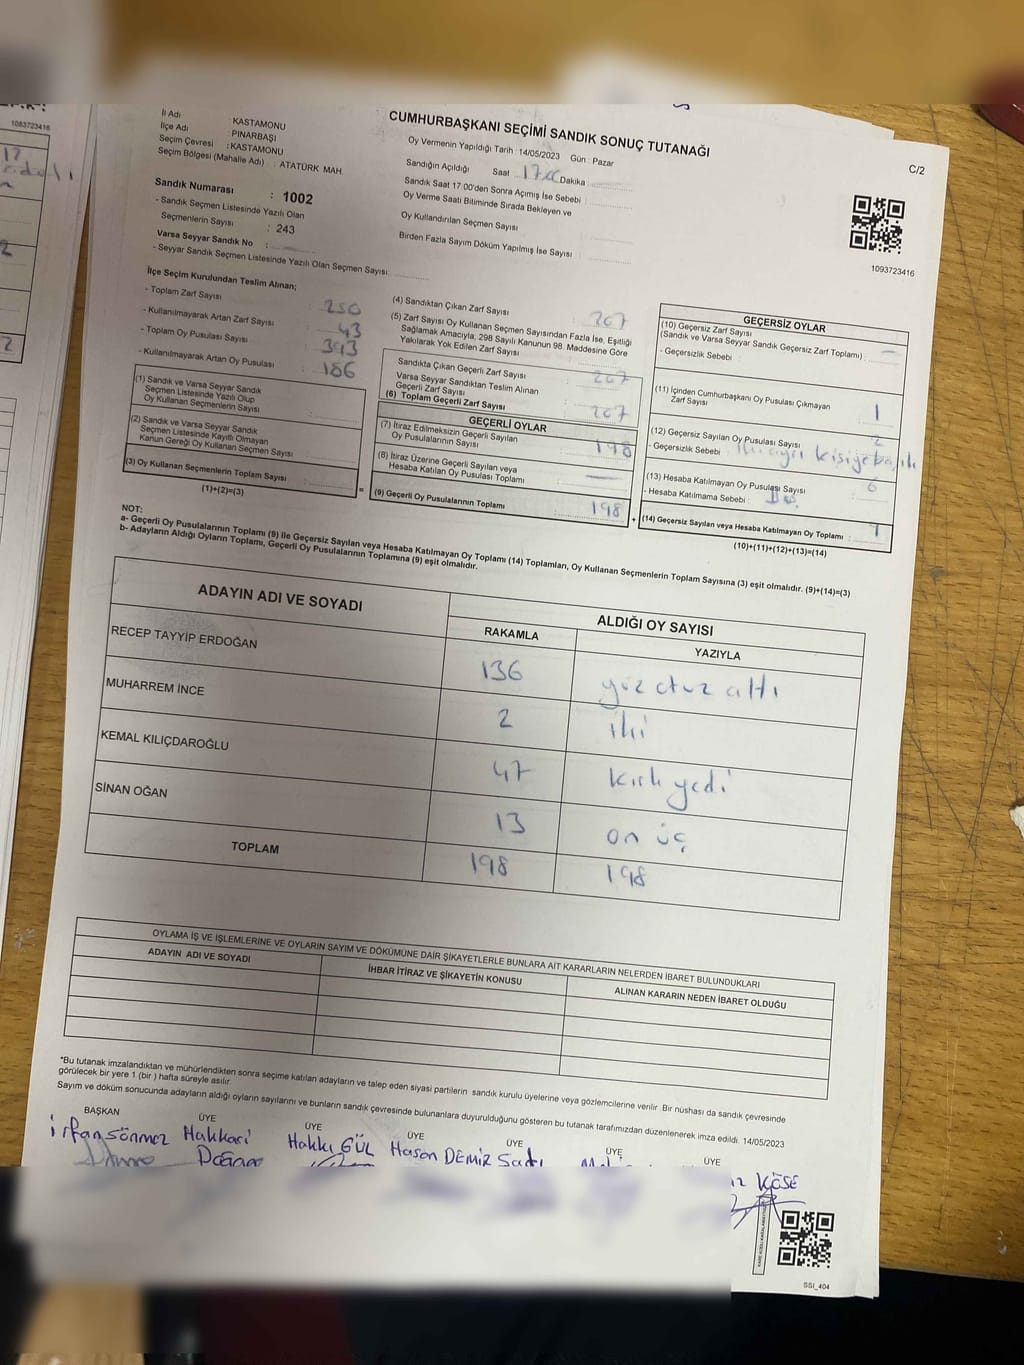 1083723416
CUMHURBAŞKANI SEÇİMİ SANDIK SONUÇ TUTANAĞI
C/2
İl Adı : KASTAMONU
İlçe Adı : PINARBAŞI
Seçim Çevresi : KASTAMONU
Seçim Bölgesi (Mahalle Adı) : ATATÜRK MAH.
Oy Vermenin Yapıldığı Tarih : 14/05/2023 Gün : Pazar
Sandığın Açıldığı Saat : Dakika :
Sandık Saat 17:00'den Sonra Açımış İse Sebebi :
Oy Verme Saati Bitiminde Sırada Bekleyen ve
Oy Kullandırılan Seçmen Sayısı
Birden Fazla Sayım Döküm Yapılmış İse Sayısı :
1093723416
Sandık Numarası : 1002
- Sandık Seçmen Listesinde Yazılı Olan
Seçmenlerin Sayısı : 243
Varsa Seyyar Sandık No :
- Seyyar Sandık Seçmen Listesinde Yazılı Olan Seçmen Sayısı:
İlçe Seçim Kurulundan Teslim Alınan;
- Toplam Zarf Sayısı : 250
- Kullanılmayarak Artan Zarf Sayısı : 43
- Toplam Oy Pusulası Sayısı : 393
- Kullanılmayarak Artan Oy Pusulası : 186
(1) Sandık ve Varsa Seyyar Sandık
Seçmen Listesinde Yazılı Olup
Oy Kullanan Seçmenlerin Sayısı
(2) Sandık ve Varsa Seyyar Sandık
Seçmen Listesinde Kayıtlı Olmayan
Kanun Gereği Oy Kullanan Seçmen Sayısı
(3) Oy Kullanan Seçmenlerin Toplam Sayısı
(1)+(2)=(3)
(4) Sandıktan Çıkan Zarf Sayısı : 207
(5) Zarf Sayısı Oy Kullanan Seçmen Sayısından Fazla İse, Eşitliği
Sağlamak Amacıyla, 298 Sayılı Kanunun 98. Maddesine Göre
Yakılarak Yok Edilen Zarf Sayısı
Sandıkta Çıkan Geçerli Zarf Sayısı 207
Varsa Seyyar Sandıktan Teslim Alınan
Geçerli Zarf Sayısı
(6) Toplam Geçerli Zarf Sayısı 207
GEÇERLİ OYLAR
(7) İtiraz Edilmeksizin Geçerli Sayılan
Oy Pusulalarının Sayısı 198
(8) İtiraz Üzerine Geçerli Sayılan veya
Hesaba Katılan Oy Pusulası Toplamı —
(9) Geçerli Oy Pusulalarının Toplamı 198
GEÇERSİZ OYLAR
(10) Geçersiz Zarf Sayısı
(Sandık ve Varsa Seyyar Sandık Geçersiz Zarf Toplamı) : —
- Geçersizlik Sebebi
(11) İçinden Cumhurbaşkanı Oy Pusulası Çıkmayan
Zarf Sayısı 1
(12) Geçersiz Sayılan Oy Pusulası Sayısı 2
- Geçersizlik Sebebi : kişiye
(13) Hesaba Katılmayan Oy Pusulası Sayısı 6
- Hesaba Katılmama Sebebi :
(14) Geçersiz Sayılan veya Hesaba Katılmayan Oy Toplamı : 9
(10)+(11)+(12)+(13)=(14)
NOT:
a- Geçerli Oy Pusulalarının Toplamı (9) ile Geçersiz Sayılan veya Hesaba Katılmayan Oy Toplamı (14) Toplamları, Oy Kullanan Seçmenlerin Toplam Sayısına (3) eşit olmalıdır. (9)+(14)=(3)
b- Adayların Aldığı Oyların Toplamı, Geçerli Oy Pusulalarının Toplamına (9) eşit olmalıdır.
ADAYIN ADI VE SOYADI ALDIĞI OY SAYISI
RAKAMLA YAZIYLA
RECEP TAYYİP ERDOĞAN 136 yüz otuz altı
MUHARREM İNCE 2 iki
KEMAL KILIÇDAROĞLU 47 kırk yedi
SİNAN OĞAN 13 on üç
TOPLAM 198 198
OYLAMA İŞ VE İŞLEMLERİNE VE OYLARIN SAYIM VE DÖKÜMÜNE DAİR ŞİKAYETLERLE BUNLARA AİT KARARLARIN NELERDEN İBARET BULUNDUKLARI
ADAYIN ADI VE SOYADI İHBAR İTİRAZ VE ŞİKAYETİN KONUSU ALINAN KARARIN NEDEN İBARET OLDUĞU
*Bu tutanak imzalandıktan ve mühürlendikten sonra seçime katılan adayların ve talep eden siyasi partilerin sandık kurulu üyelerine veya gözlemcilerine verilir. Bir nüshası da sandık çevresinde
görülecek bir yere 1 (bir ) hafta süreyle asılır.
Sayım ve döküm sonucunda adayların aldığı oyların sayılarını ve bunların sandık çevresinde bulunanlara duyurulduğunu gösteren bu tutanak tarafımızdan düzenlenerek imza edildi. 14/05/2023
BAŞKAN ÜYE ÜYE ÜYE ÜYE ÜYE ÜYE
irfan sönmez Hakkari Hakkı GÜL Hasan DEMİR KÖSE
Doğan
SSI_404